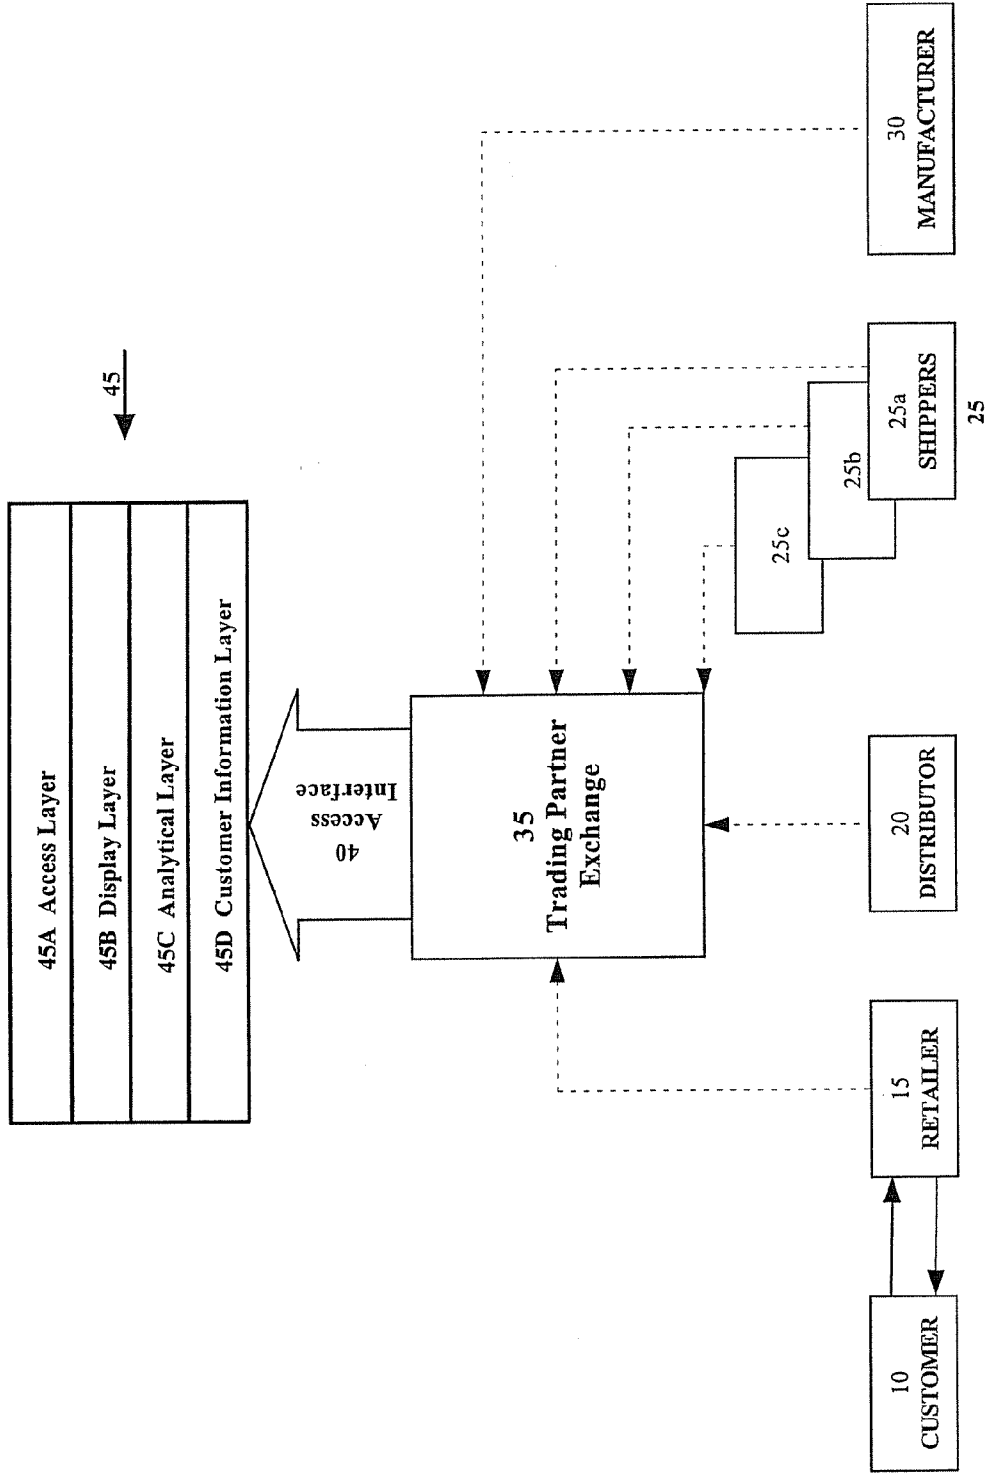 45
45A Access Layer
45B Display Layer
45C Analytical Layer
45D Customer Information Layer
40
Access
Interface
35
Trading Partner
Exchange
10
CUSTOMER
15
RETAILER
20
DISTRIBUTOR
25c
25b
25a
SHIPPERS
25
30
MANUFACTURER